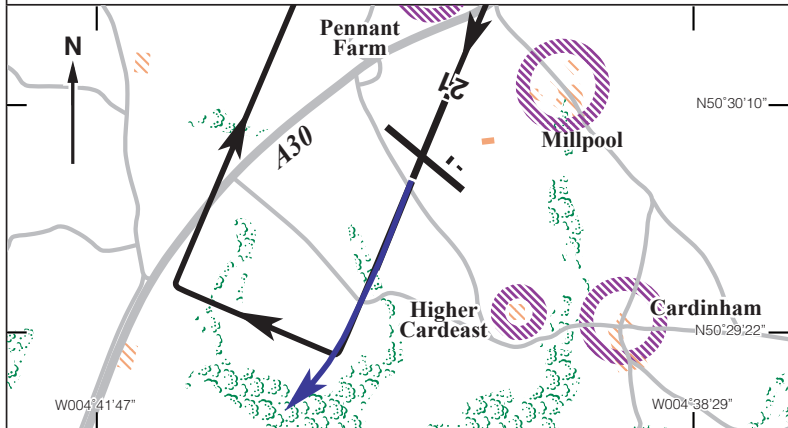 Pennant
Farm
N
21
N50°30'10"
A30
Millpool
Higher
Cardeast
Cardinham
N50°29'22"
W004°41'47"
W004°38'29"